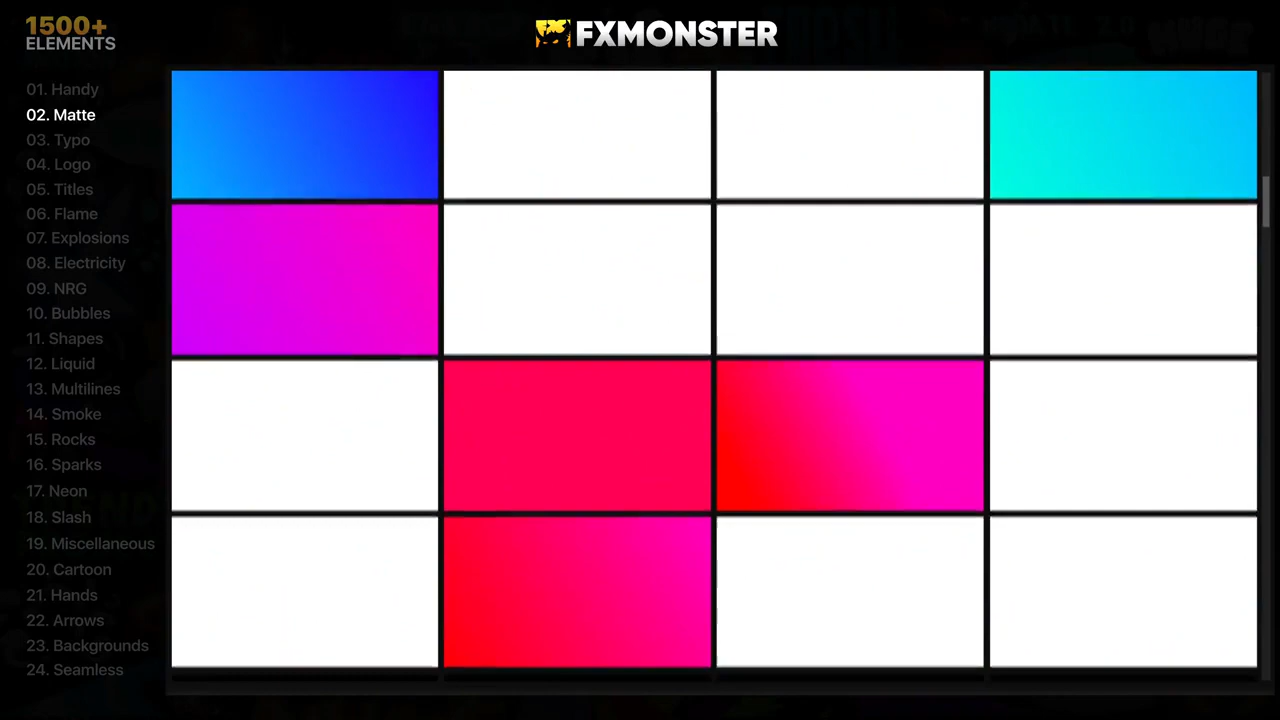 1500+
ELEMENTS
FXMONSTER
01. Handy
02. Matte
03. Typo
04. Logo
05. Titles
06. Flame
07. Explosions
08. Electricity
09. NRG
10. Bubbles
11. Shapes
12. Liquid
13. Multilines
14. Smoke
15. Rocks
16. Sparks
17. Neon
18. Slash
19. Miscellaneous
20. Cartoon
21. Hands
22. Arrows
23. Backgrounds
24. Seamless